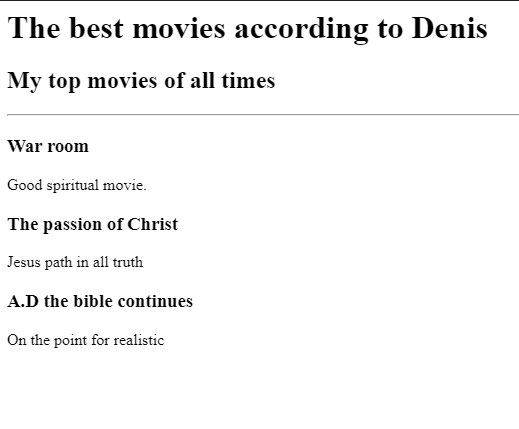 The best movies according to Denis
My top movies of all times
War room
Good spiritual movie.
The passion of Christ
Jesus path in all truth
A.D the bible continues
On the point for realistic